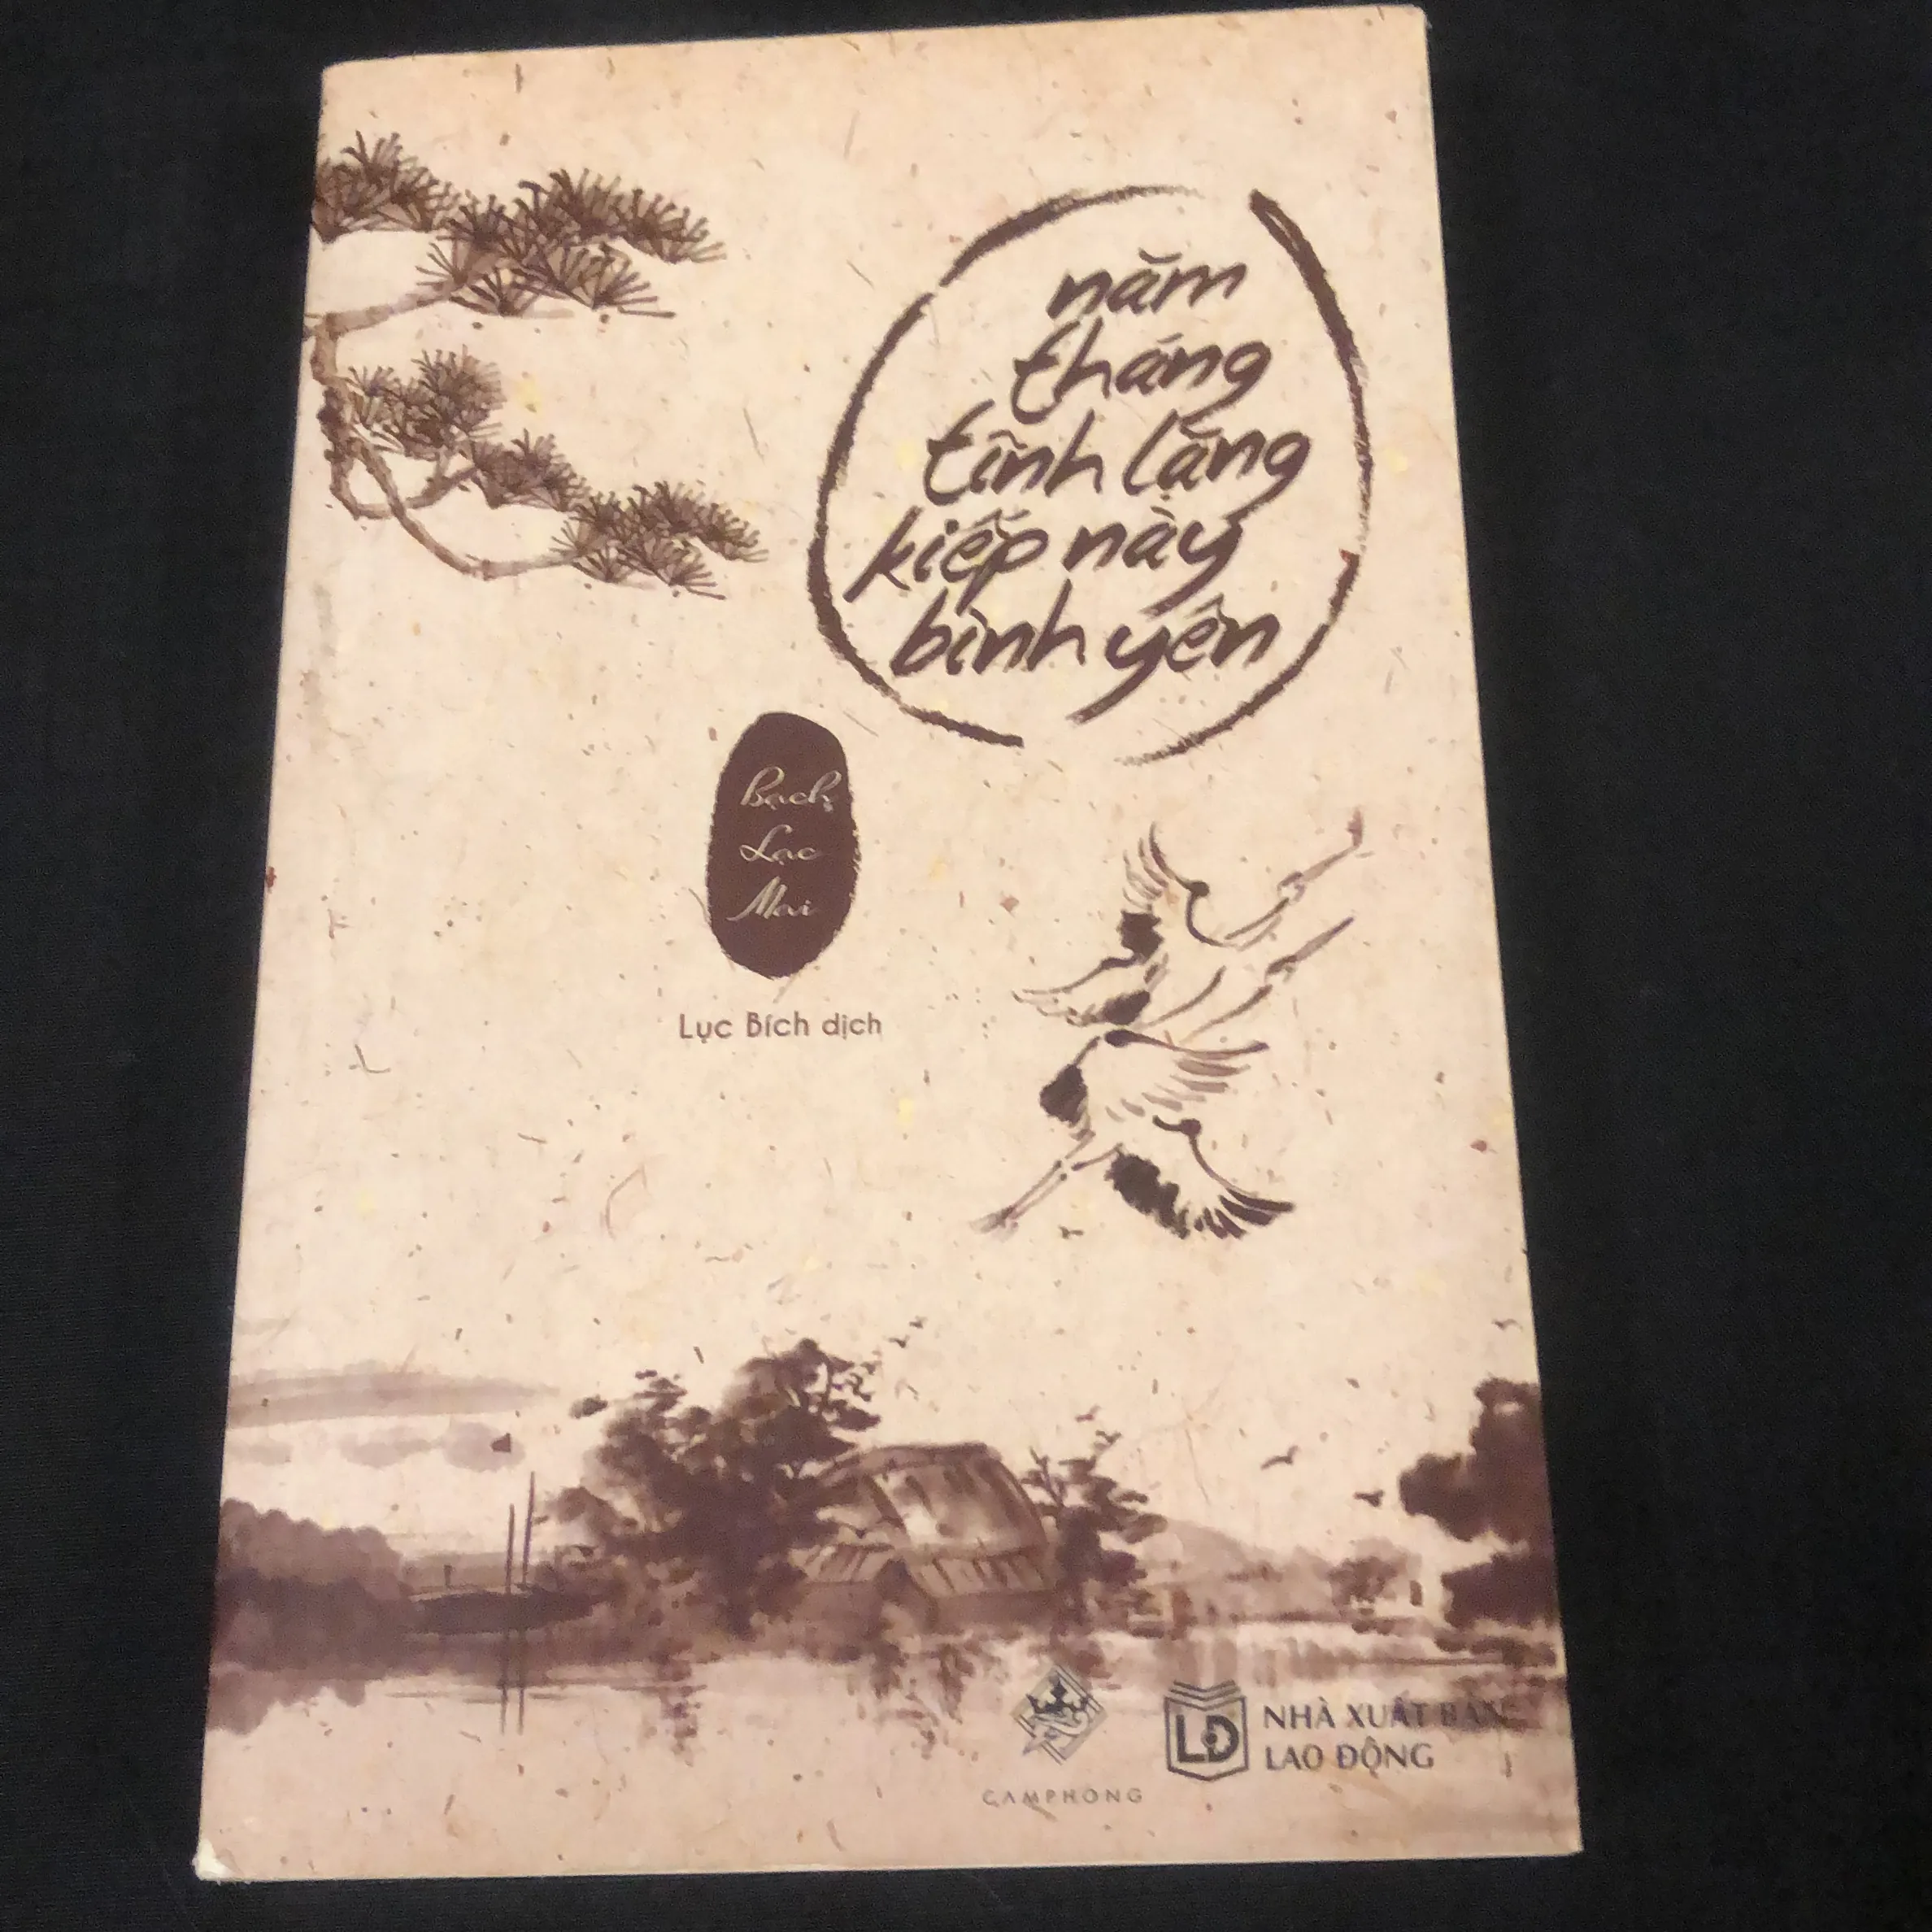 năm
tháng
tĩnh lặng
kiếp này
bình yên
Bạch
Lạc
Mai
Lục Bích dịch
CAMPHONG
LĐ
NHÀ XUẤT BẢN
LAO ĐỘNG